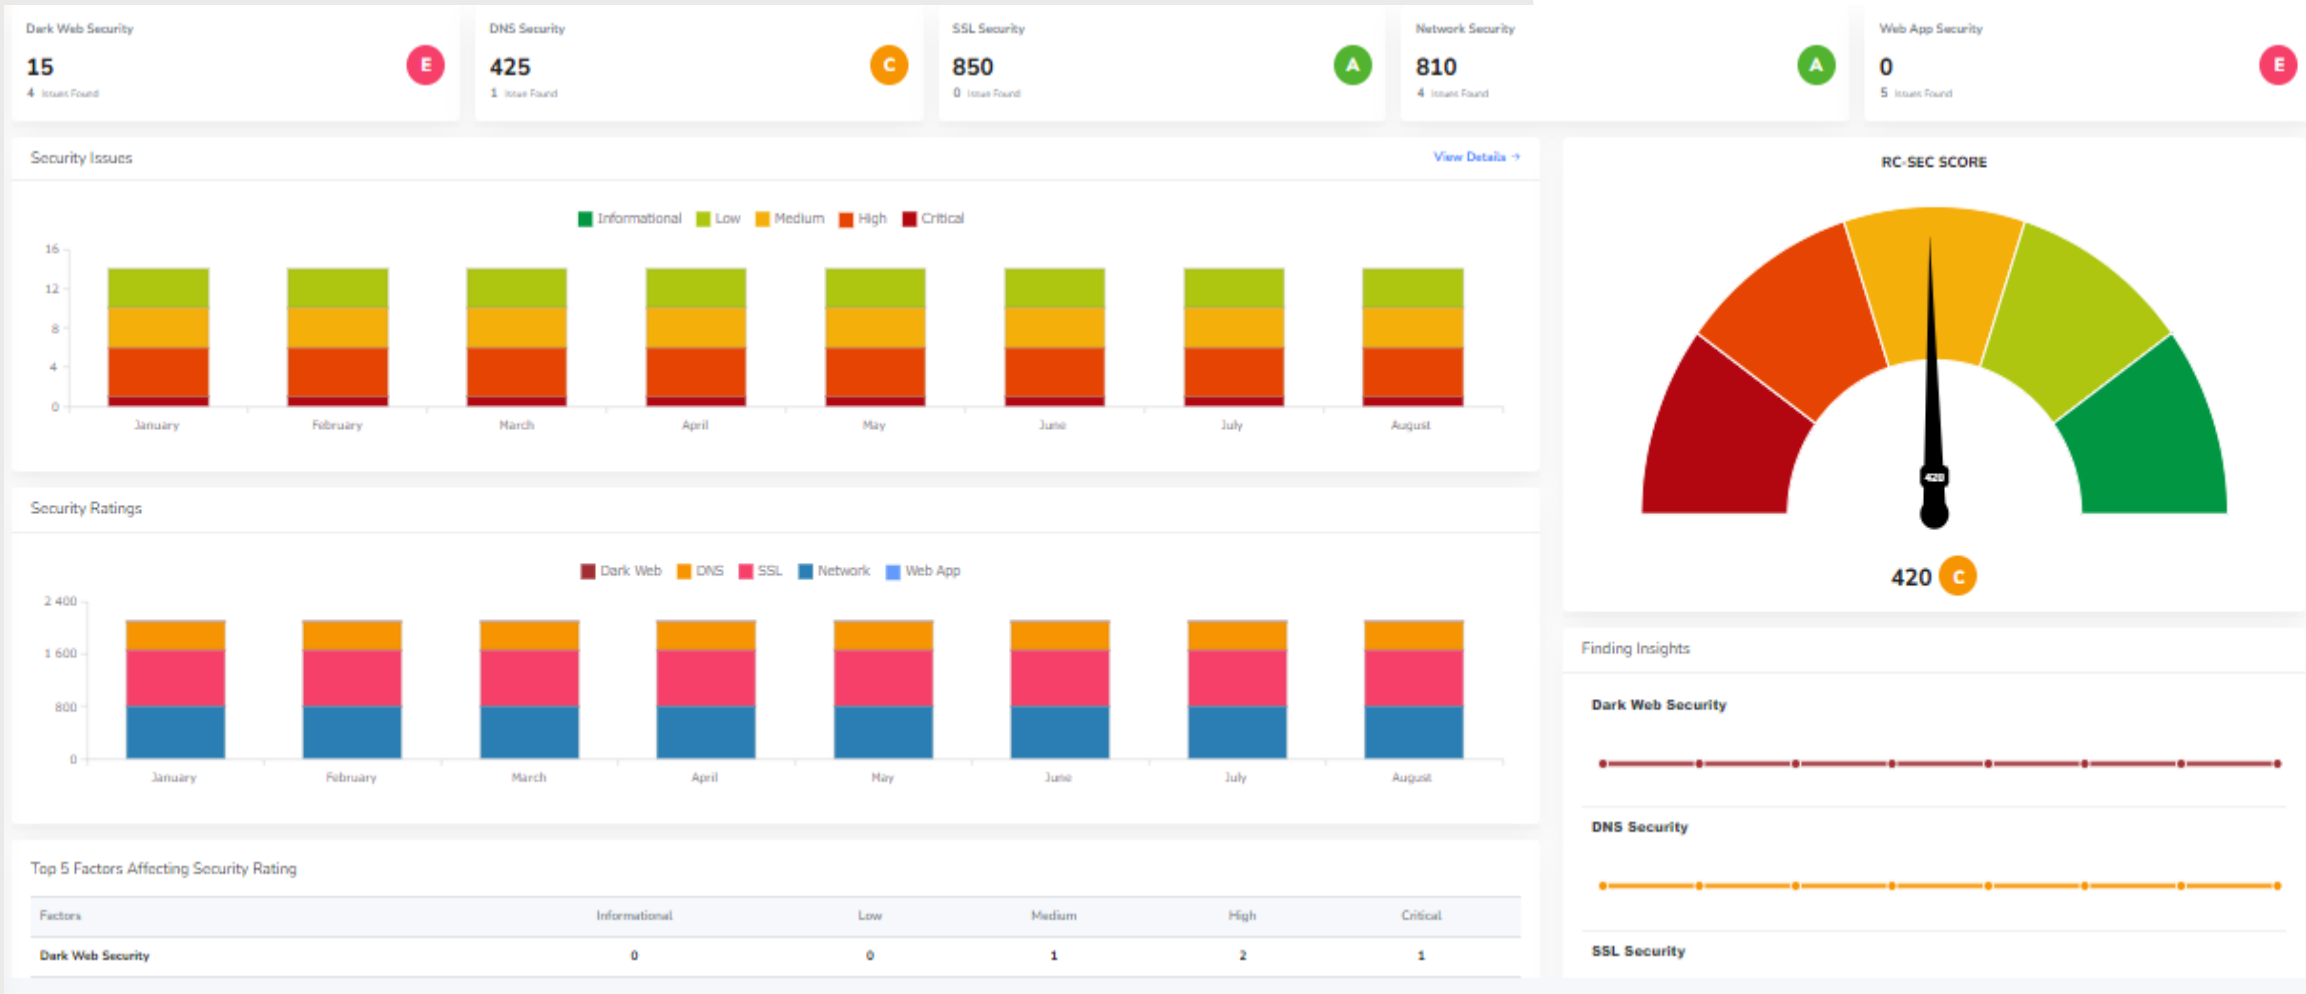 Dark Web Security
15
E
4 Issues Found
DNS Security
425
C
1 Issue Found
SSL Security
850
A
0 Issue Found
Network Security
810
A
4 Issues Found
Web App Security
0
E
5 Issues Found
Security Issues
View Details →
Informational Low Medium High Critical
16
12
8
4
0
January February March April May June July August
Security Ratings
Dark Web DNS SSL Network Web App
2 400
1 600
800
0
January February March April May June July August
Top 5 Factors Affecting Security Rating
Factors Informational Low Medium High Critical
Dark Web Security 0 0 1 2 1
RC-SEC SCORE
420
420 C
Finding Insights
Dark Web Security
DNS Security
SSL Security